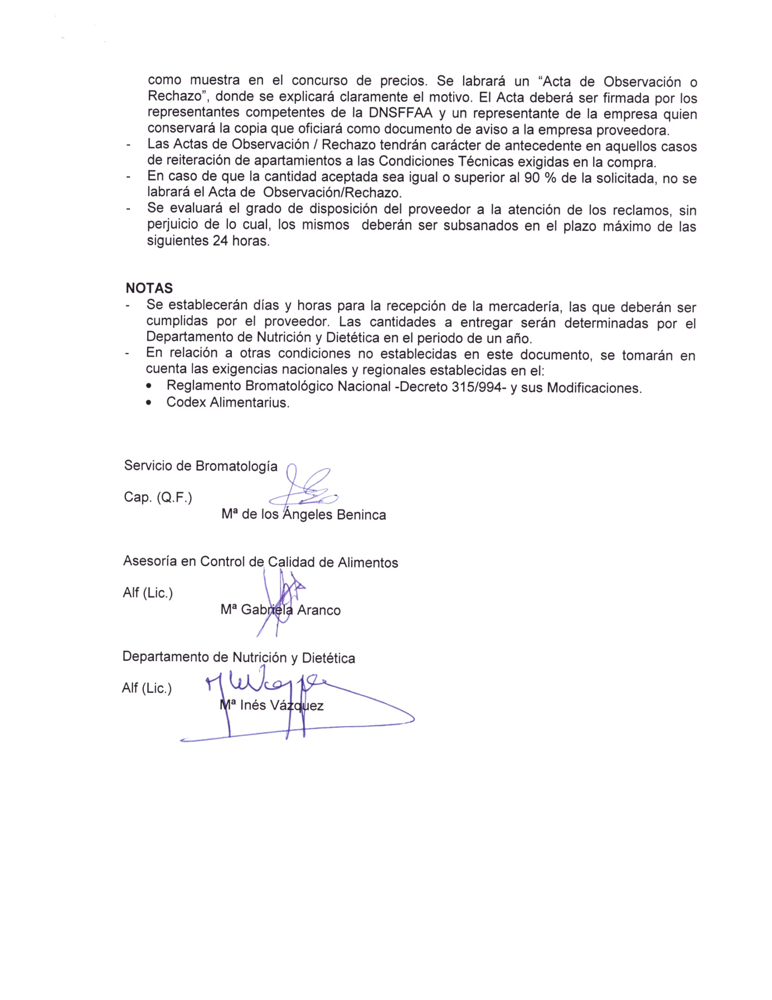 como muestra en el concurso de precios. Se labrará un “Acta de Observación o
Rechazo”, donde se explicará claramente el motivo. El Acta deberá ser firmada por los
representantes competentes de la DNSFFAA y un representante de la empresa quien
conservará la copia que oficiará como documento de aviso a la empresa proveedora.
- Las Actas de Observación / Rechazo tendrán carácter de antecedente en aquellos casos
de reiteración de apartamientos a las Condiciones Técnicas exigidas en la compra.
- En caso de que la cantidad aceptada sea igual o superior al 90 % de la solicitada, no se
labrará el Acta de  Observación/Rechazo.
- Se evaluará el grado de disposición del proveedor a la atención de los reclamos, sin
perjuicio de lo cual, los mismos  deberán ser subsanados en el plazo máximo de las
siguientes 24 horas.
NOTAS
- Se establecerán días y horas para la recepción de la mercadería, las que deberán ser
cumplidas por el proveedor. Las cantidades a entregar serán determinadas por el
Departamento de Nutrición y Dietética en el periodo de un año.
- En relación a otras condiciones no establecidas en este documento, se tomarán en
cuenta las exigencias nacionales y regionales establecidas en el:
• Reglamento Bromatológico Nacional -Decreto 315/994- y sus Modificaciones.
• Codex Alimentarius.
Servicio de Bromatología
Cap. (Q.F.)
Mª de los Ángeles Beninca
Asesoría en Control de Calidad de Alimentos
Alf (Lic.)
Mª Gabriela Aranco
Departamento de Nutrición y Dietética
Alf (Lic.)
Mª Inés Vázquez